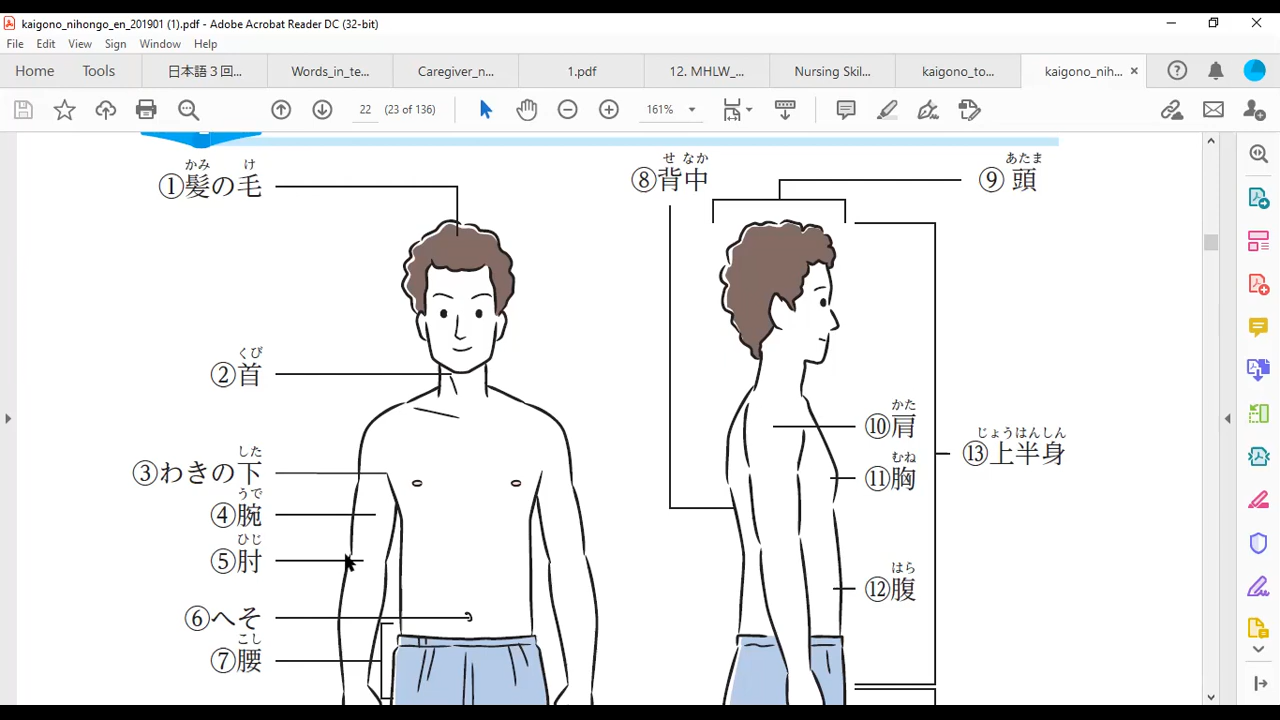 kaigono_nihongo_en_201901 (1).pdf - Adobe Acrobat Reader DC (32-bit)
File Edit View Sign Window Help
Home Tools 日本語3回... Words_in_te... Caregiver_n... 1.pdf 12. MHLW_... Nursing Skil... kaigono_to... kaigono_nih...
22 (23 of 136) 161%
かみ け
①髪の毛
せ なか
⑧背中
あたま
⑨ 頭
くび
②首
かた
⑩肩
じょうはんしん
⑬上半身
した
③わきの下
むね
⑪胸
うで
④腕
ひじ
⑤肘
はら
⑫腹
⑥へそ
こし
⑦腰